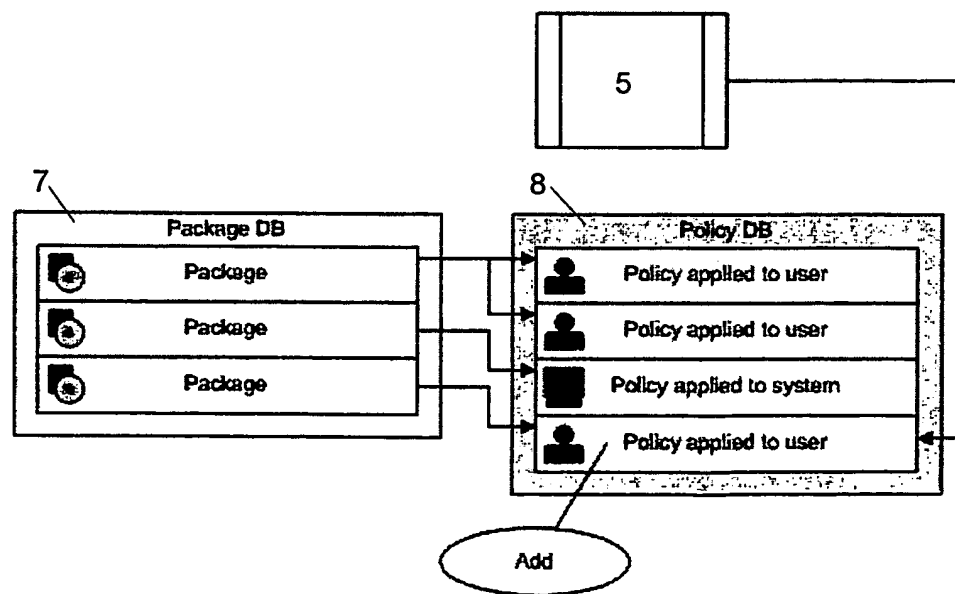 5
7
Package DB
Package
Package
Package
8
Policy DB
Policy applied to user
Policy applied to user
Policy applied to system
Policy applied to user
Add